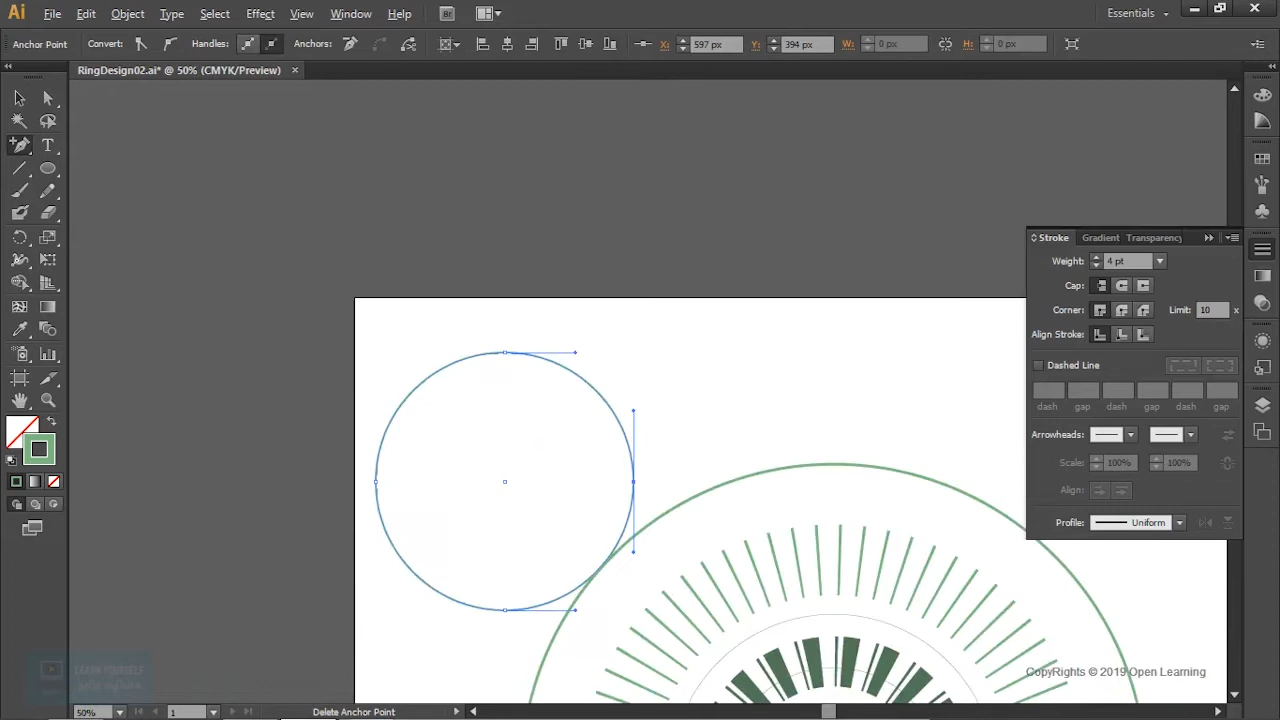 Ai File Edit Object Type Select Effect View Window Help Br Essentials
Anchor Point Convert: Handles: Anchors: X: 597 px Y: 394 px W: 0 px H: 0 px
RingDesign02.ai* @ 50% (CMYK/Preview) ×
T
Stroke Gradient Transparency
Weight: 4 pt
Cap:
Corner: Limit: 10 x
Align Stroke:
Dashed Line
dash gap dash gap dash gap
Arrowheads:
Scale: 100% 100%
Align:
Profile: Uniform
CopyRights © 2019 Open Learning
LEARN YOURSELF
50% 1 Delete Anchor Point